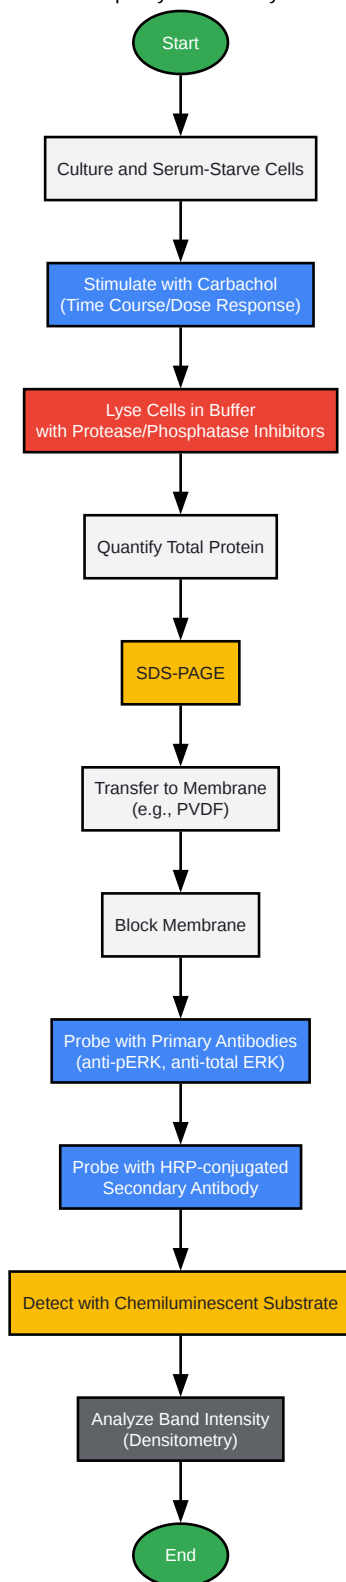 Start
Culture and Serum-Starve Cells
Stimulate with Carbachol
(Time Course/Dose Response)
Lyse Cells in Buffer
with Protease/Phosphatase Inhibitors
Quantify Total Protein
SDS-PAGE
Transfer to Membrane
(e.g., PVDF)
Block Membrane
Probe with Primary Antibodies
(anti-pERK, anti-total ERK)
Probe with HRP-conjugated
Secondary Antibody
Detect with Chemiluminescent Substrate
Analyze Band Intensity
(Densitometry)
End